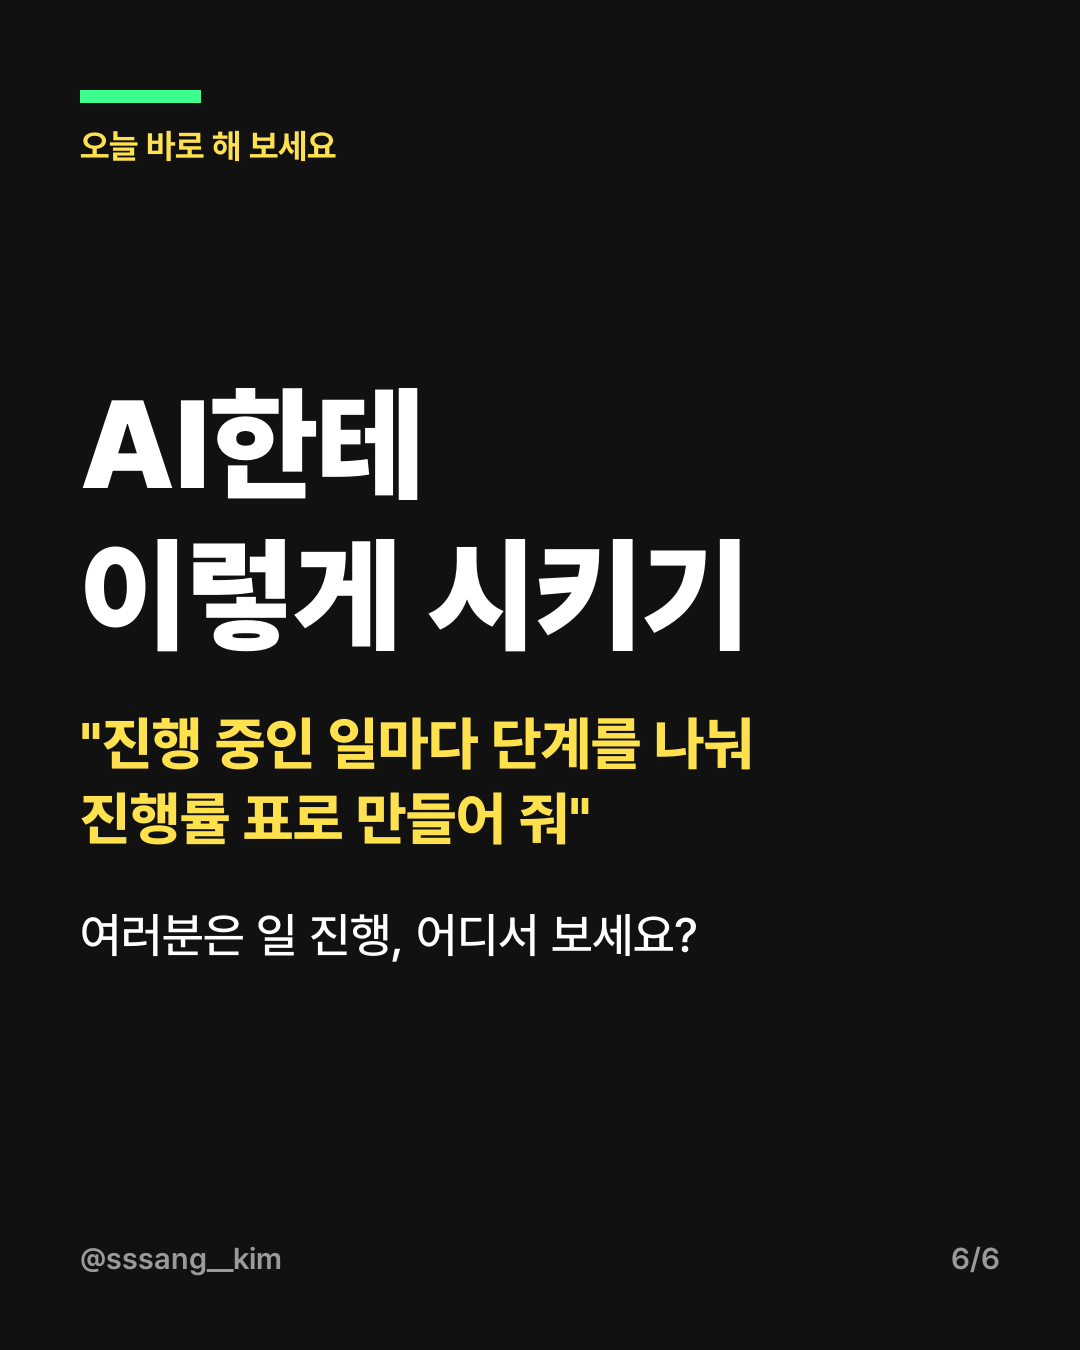 오늘 바로 해 보세요
AI한테
이렇게 시키기
"진행 중인 일마다 단계를 나눠
진행률 표로 만들어 줘"
여러분은 일 진행, 어디서 보세요?
@sssang__kim
6/6